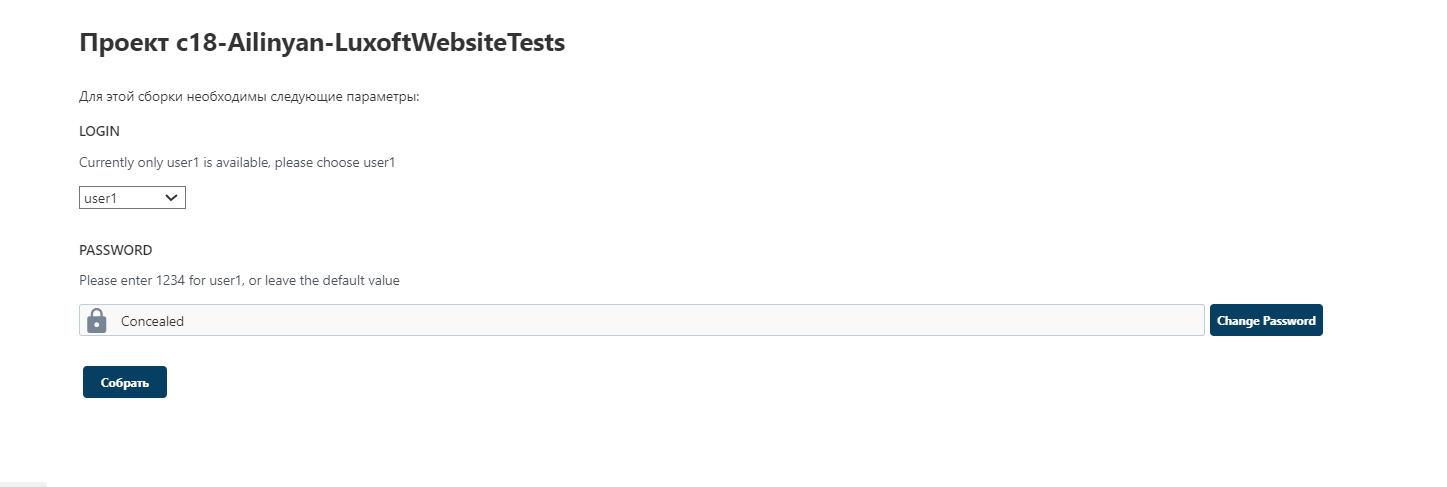 Проект c18-Ailinyan-LuxoftWebsiteTests
Для этой сборки необходимы следующие параметры:
LOGIN
Currently only user1 is available, please choose user1
user1
PASSWORD
Please enter 1234 for user1, or leave the default value
Concealed
Change Password
Собрать